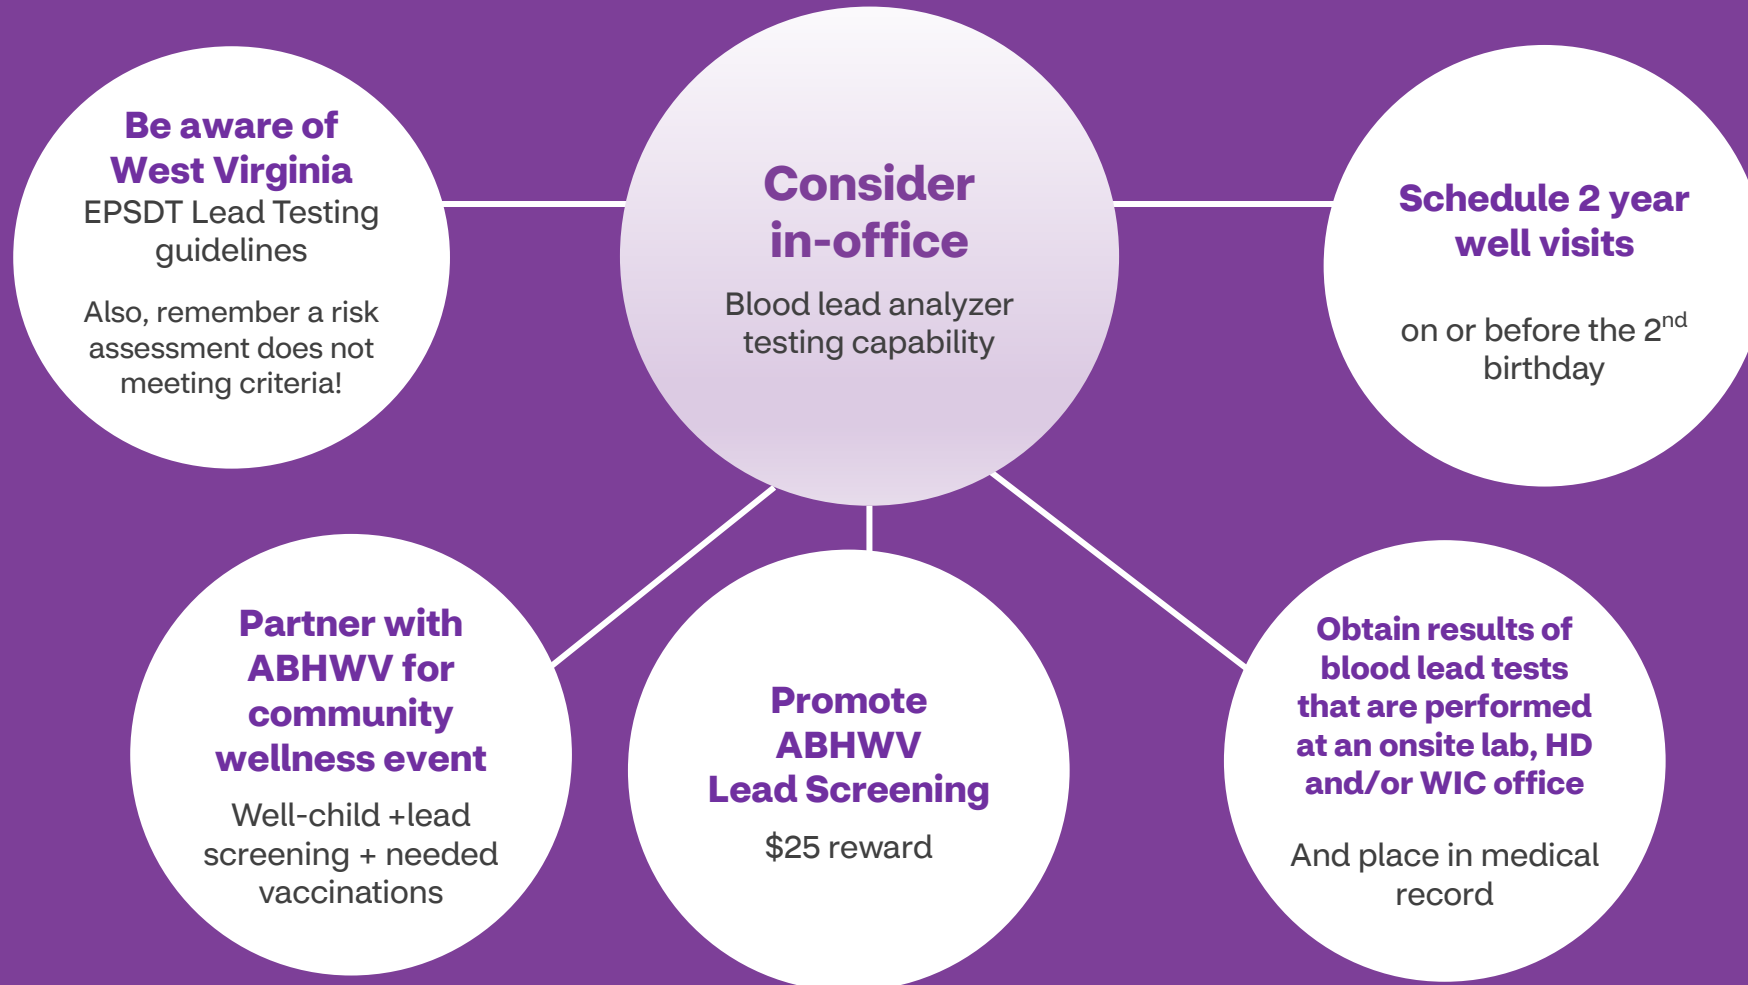 Be aware of
West Virginia
EPSDT Lead Testing
guidelines
Also, remember a risk
assessment does not
meeting criteria!
Consider
in-office
Blood lead analyzer
testing capability
Schedule 2 year
well visits
on or before the 2nd
birthday
Partner with
ABHWV for
community
wellness event
Well-child +lead
screening + needed
vaccinations
Promote
ABHWV
Lead Screening
$25 reward
Obtain results of
blood lead tests
that are performed
at an onsite lab, HD
and/or WIC office
And place in medical
record